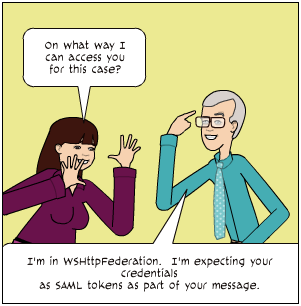 On what way I
can access you
for this case?
I'm in WSHttpFederation.  I'm expecting your
credentials
as SAML tokens as part of your message.